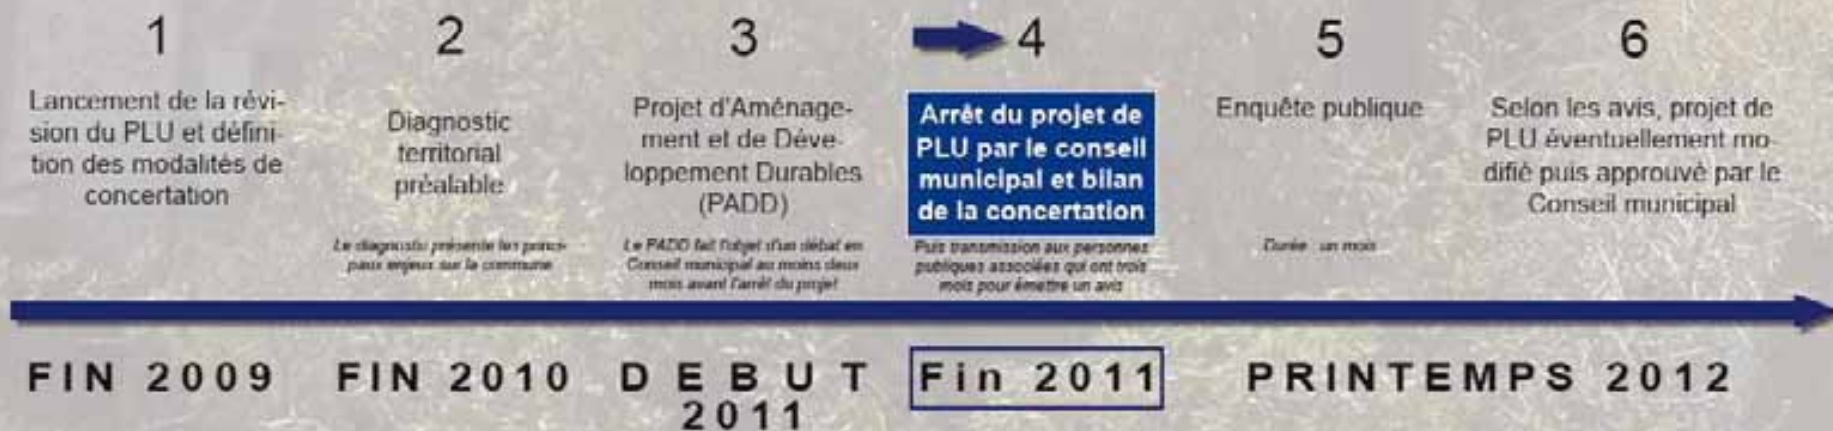 1
Lancement de la révi-
sion du PLU et défini-
tion des modalités de
concertation
2
Diagnostic
territorial
préalable
Le diagnostic présente les princi-
paux enjeux sur la commune
3
Projet d'Aménage-
ment et de Déve-
loppement Durables
(PADD)
Le PADD fait l'objet d'un débat en
Conseil municipal au moins deux
mois avant l'arrêt du projet
4
Arrêt du projet de
PLU par le conseil
municipal et bilan
de la concertation
Puis transmission aux personnes
publiques associées qui ont trois
mois pour émettre un avis
5
Enquête publique
Durée un mois
6
Selon les avis, projet de
PLU éventuellement mo-
difié puis approuvé par le
Conseil municipal
FIN 2009
FIN 2010
DEBUT
2011
Fin 2011
PRINTEMPS 2012